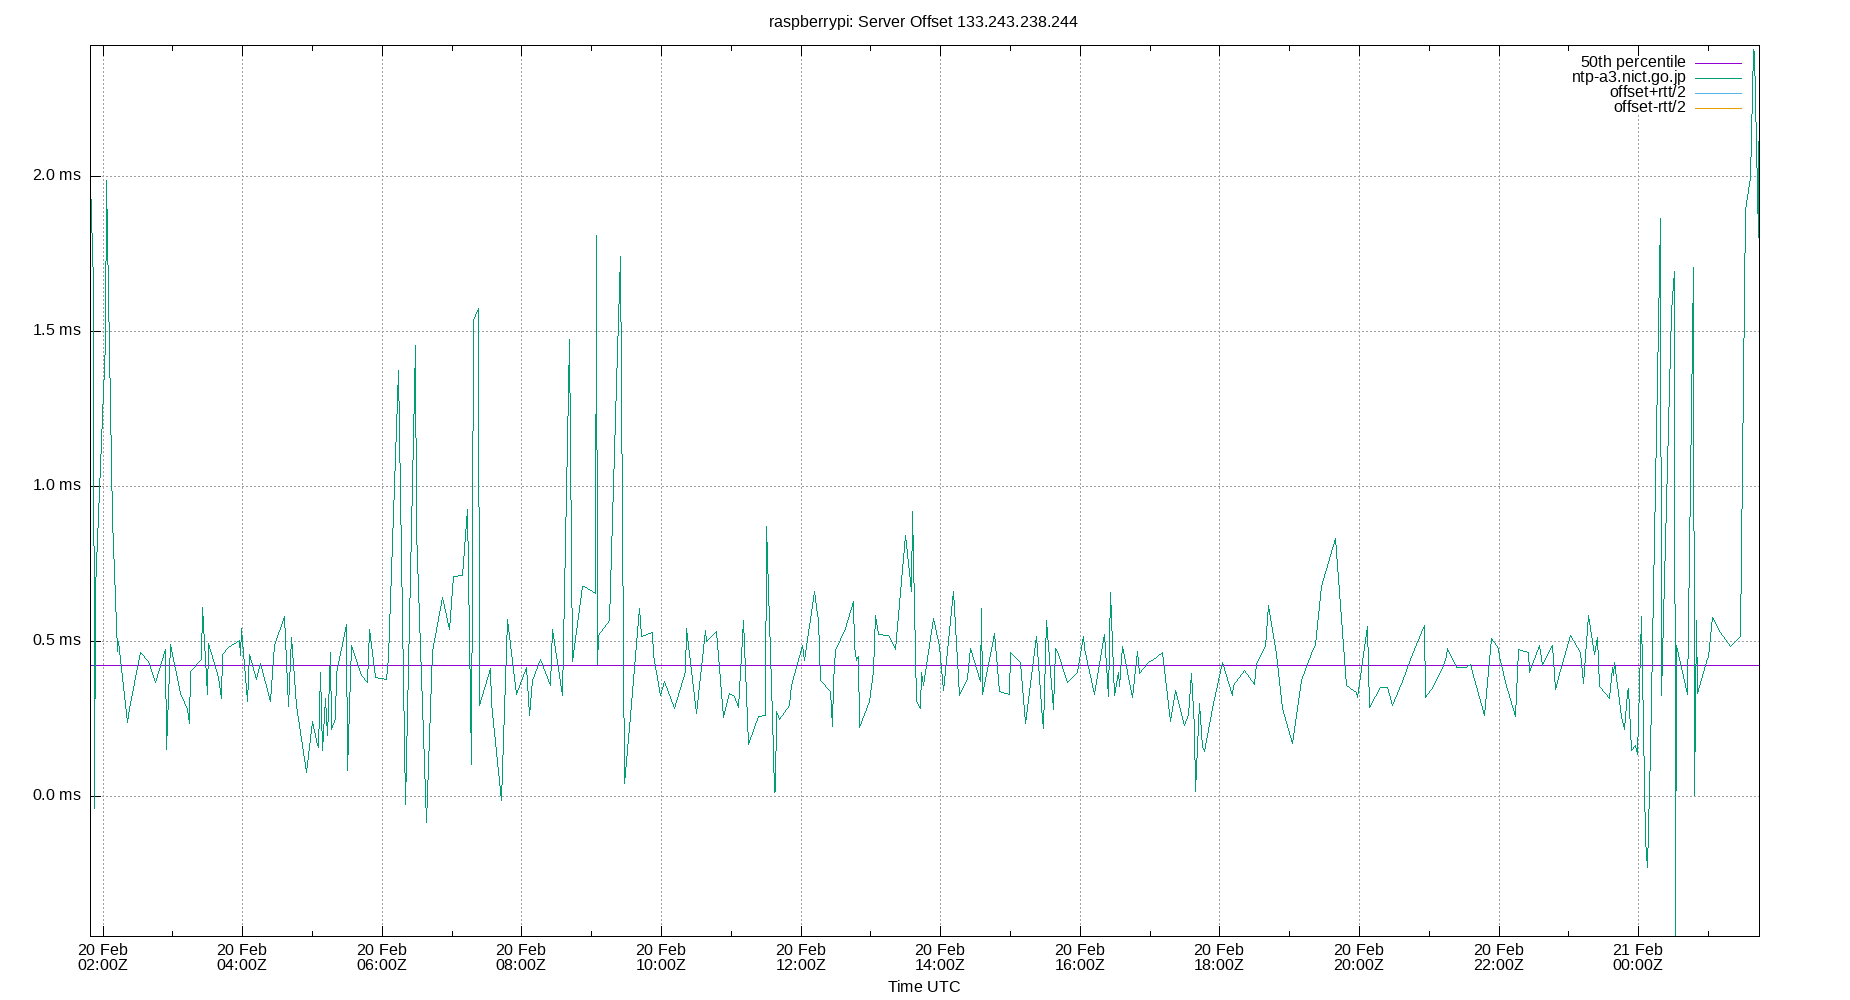 raspberrypi: Server Offset 133.243.238.244
50th percentile
ntp-a3.nict.go.jp
offset+rtt/2
offset-rtt/2
2.0 ms
1.5 ms
1.0 ms
0.5 ms
0.0 ms
20 Feb 20 Feb 20 Feb 20 Feb 20 Feb 20 Feb 20 Feb 20 Feb 20 Feb 20 Feb 20 Feb 21 Feb
02:00Z 04:00Z 06:00Z 08:00Z 10:00Z 12:00Z 14:00Z 16:00Z 18:00Z 20:00Z 22:00Z 00:00Z
Time UTC